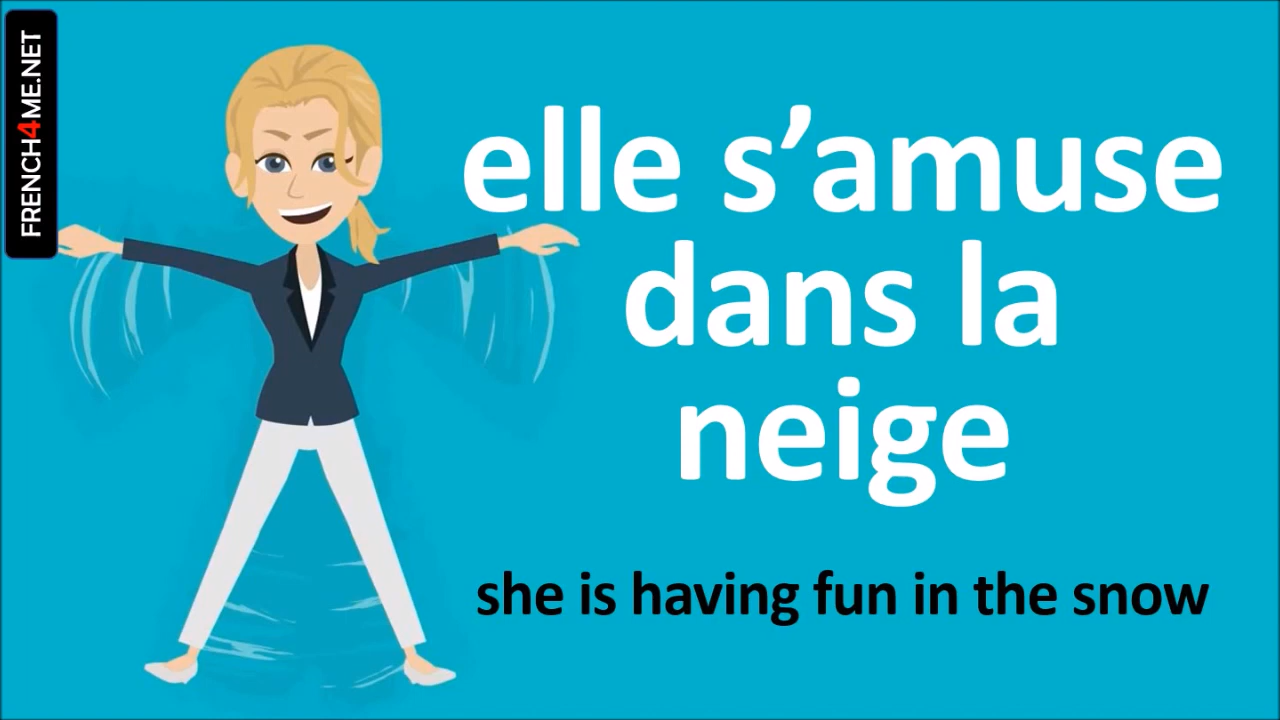 FRENCH4ME.NET
elle s’amuse
dans la
neige
she is having fun in the snow